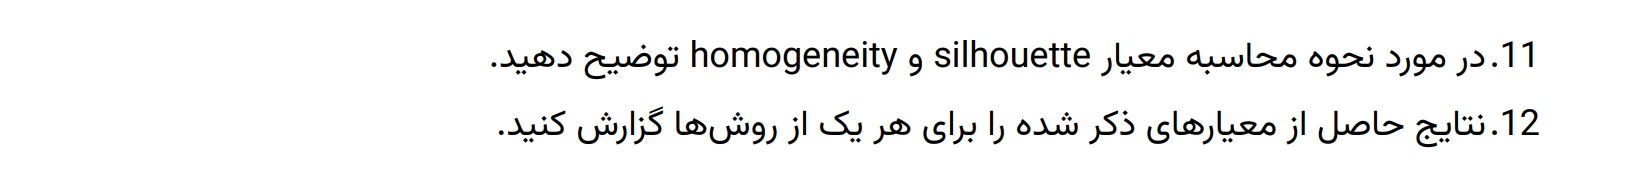 11.در مورد نحوه محاسبه معیار silhouette و homogeneity توضیح دهید.
12.نتایج حاصل از معیارهای ذکر شده را برای هر یک از روش‌ها گزارش کنید.